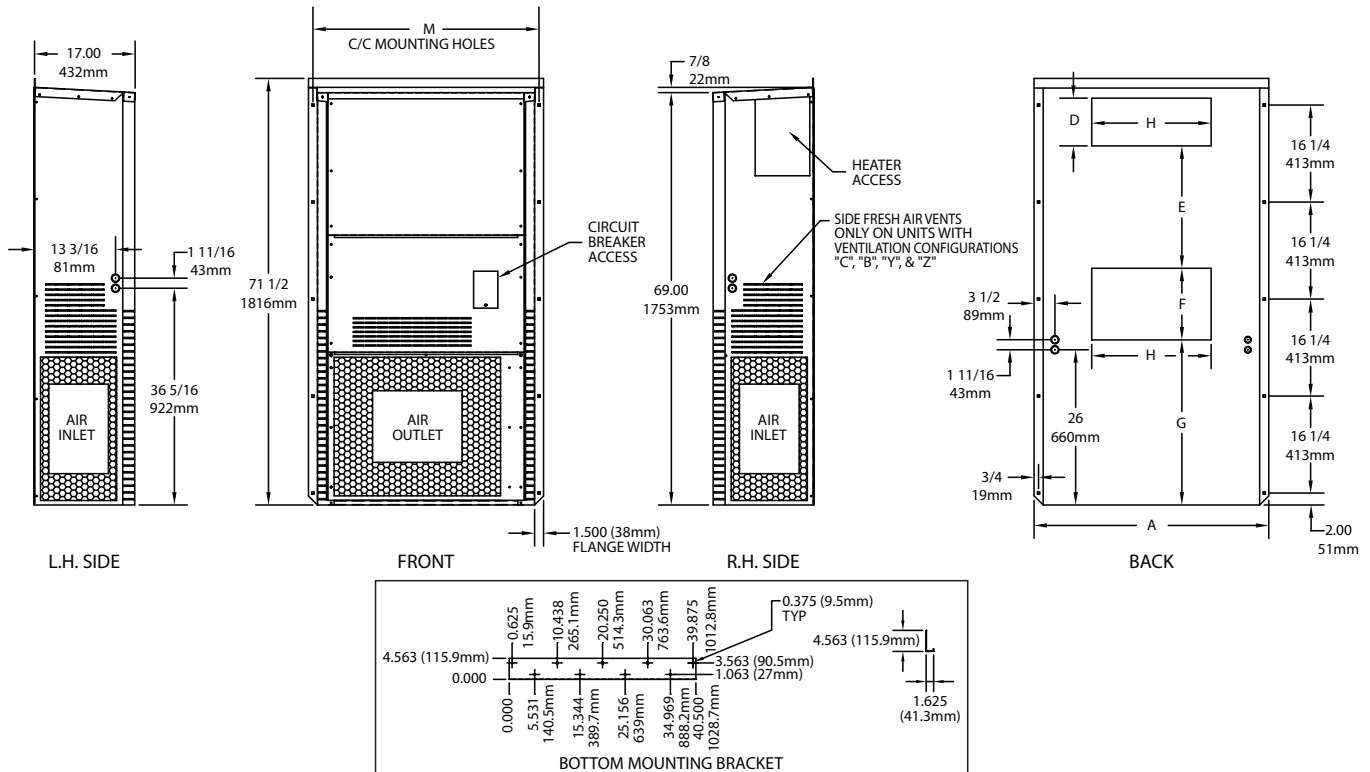 17.00
432mm
13 3/16
81mm
1 11/16
43mm
36 5/16
922mm
AIR
INLET
L.H. SIDE
M
C/C MOUNTING HOLES
71 1/2
1816mm
CIRCUIT
BREAKER
ACCESS
AIR
OUTLET
1.500 (38mm)
FLANGE WIDTH
FRONT
7/8
22mm
69.00
1753mm
HEATER
ACCESS
SIDE FRESH AIR VENTS
ONLY ON UNITS WITH
VENTILATION CONFIGURATIONS
"C", "B", "Y", & "Z"
AIR
INLET
R.H. SIDE
D
H
E
F
H
G
3 1/2
89mm
1 11/16
43mm
26
660mm
3/4
19mm
A
16 1/4
413mm
16 1/4
413mm
16 1/4
413mm
16 1/4
413mm
2.00
51mm
BACK
0.625
15.9mm
10.438
265.1mm
20.250
514.3mm
30.063
763.6mm
39.875
1012.8mm
0.375 (9.5mm)
TYP
4.563 (115.9mm)
0.000
3.563 (90.5mm)
1.063 (27mm)
0.000
5.531
140.5mm
15.344
389.7mm
25.156
639mm
34.969
888.2mm
40.500
1028.7mm
4.563 (115.9mm)
1.625
(41.3mm)
BOTTOM MOUNTING BRACKET